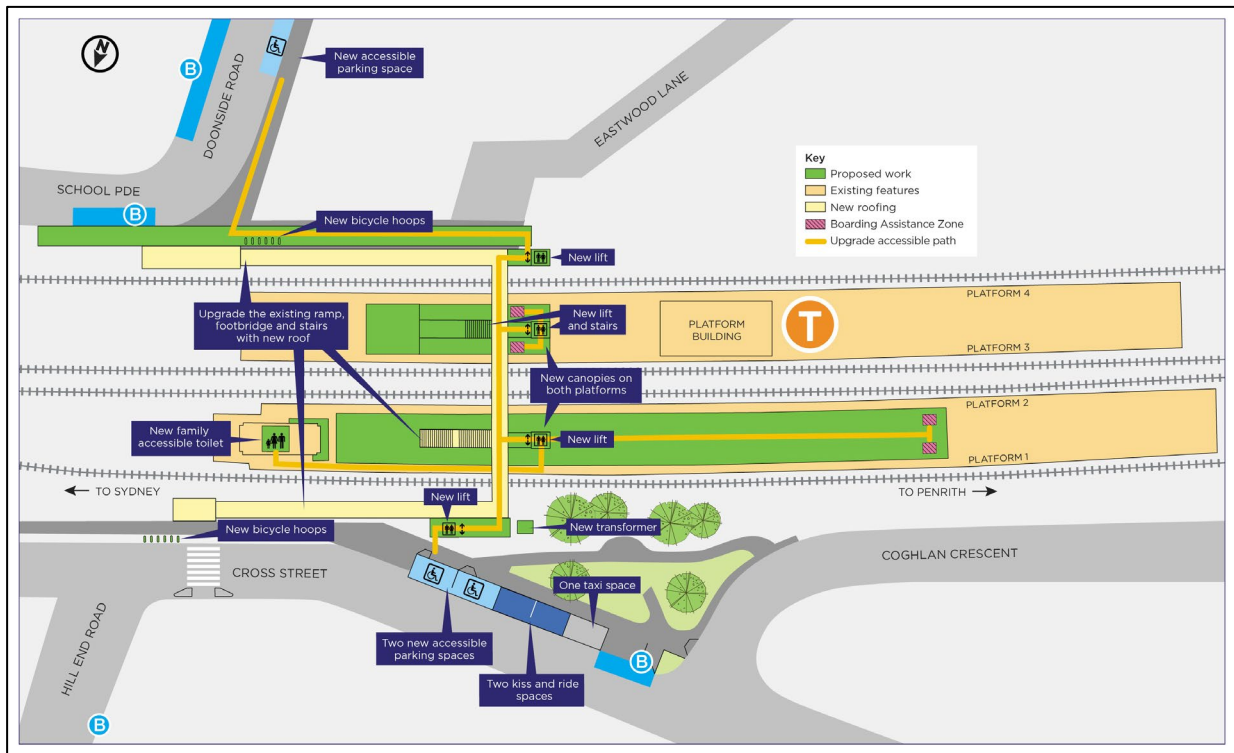 N
B
DOONSIDE ROAD
New accessible
parking space
EASTWOOD LANE
Key
Proposed work
Existing features
New roofing
Boarding Assistance Zone
Upgrade accessible path
SCHOOL PDE
B
New bicycle hoops
New lift
Upgrade the existing ramp,
footbridge and stairs
with new roof
New lift
and stairs
PLATFORM
BUILDING
T
PLATFORM 4
PLATFORM 3
New canopies on
both platforms
New family
accessible toilet
New lift
PLATFORM 2
PLATFORM 1
TO SYDNEY
TO PENRITH
New lift
New bicycle hoops
New transformer
CROSS STREET
COGHLAN CRESCENT
One taxi space
HILL END ROAD
Two new accessible
parking spaces
Two kiss and ride
spaces
B
B